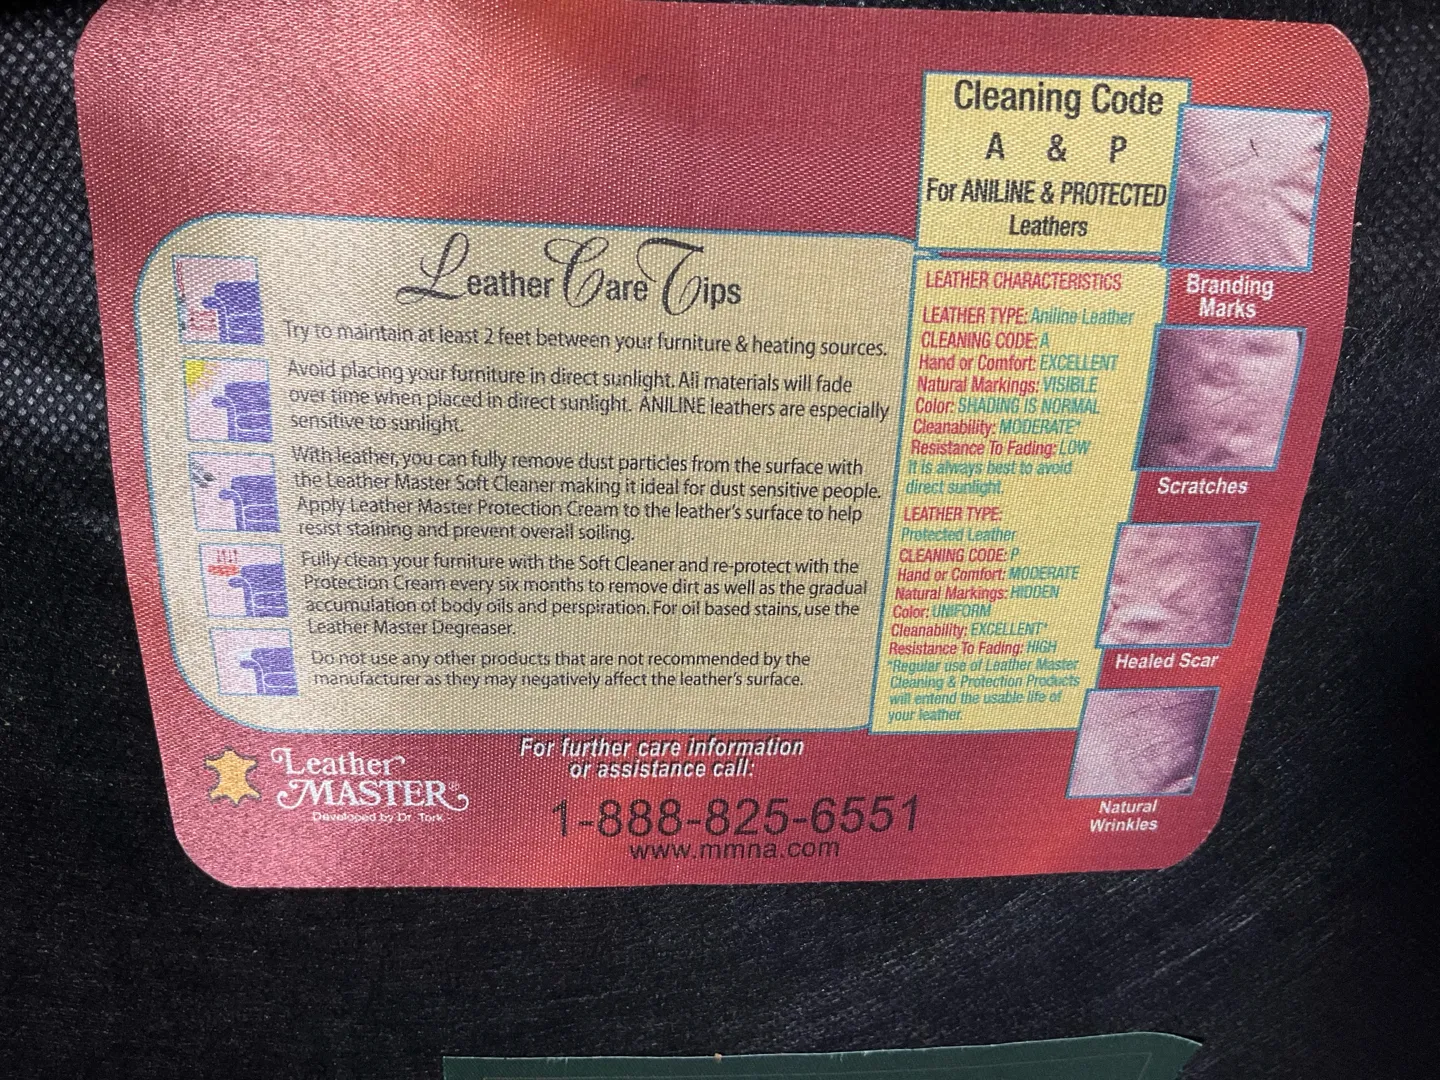 Cleaning Code
A & P
For ANILINE & PROTECTED
Leathers
Leather Care Tips
Try to maintain at least 2 feet between your furniture & heating sources.
Avoid placing your furniture in direct sunlight. All materials will fade
over time when placed in direct sunlight. ANILINE leathers are especially
sensitive to sunlight.
With leather, you can fully remove dust particles from the surface with
the Leather Master Soft Cleaner making it ideal for dust sensitive people.
Apply Leather Master Protection Cream to the leather's surface to help
resist staining and prevent overall soiling.
Fully clean your furniture with the Soft Cleaner and re-protect with the
Protection Cream every six months to remove dirt as well as the gradual
accumulation of body oils and perspiration. For oil based stains, use the
Leather Master Degreaser.
Do not use any other products that are not recommended by the
manufacturer as they may negatively affect the leather's surface.
LEATHER CHARACTERISTICS
LEATHER TYPE: Aniline Leather
CLEANING CODE: A
Hand or Comfort: EXCELLENT
Natural Markings: VISIBLE
Color: SHADING IS NORMAL
Cleanability: MODERATE*
Resistance To Fading: LOW
It is always best to avoid
direct sunlight.
LEATHER TYPE:
Protected Leather
CLEANING CODE: P
Hand or Comfort: MODERATE
Natural Markings: HIDDEN
Color: UNIFORM
Cleanability: EXCELLENT*
Resistance To Fading: HIGH
*Regular use of Leather Master
Cleaning & Protection Products
will extend the usable life of
your leather.
Branding
Marks
Scratches
Healed Scar
Natural
Wrinkles
Leather
MASTER®
Developed by Dr. Tork
For further care information
or assistance call:
1-888-825-6551
www.mmna.com